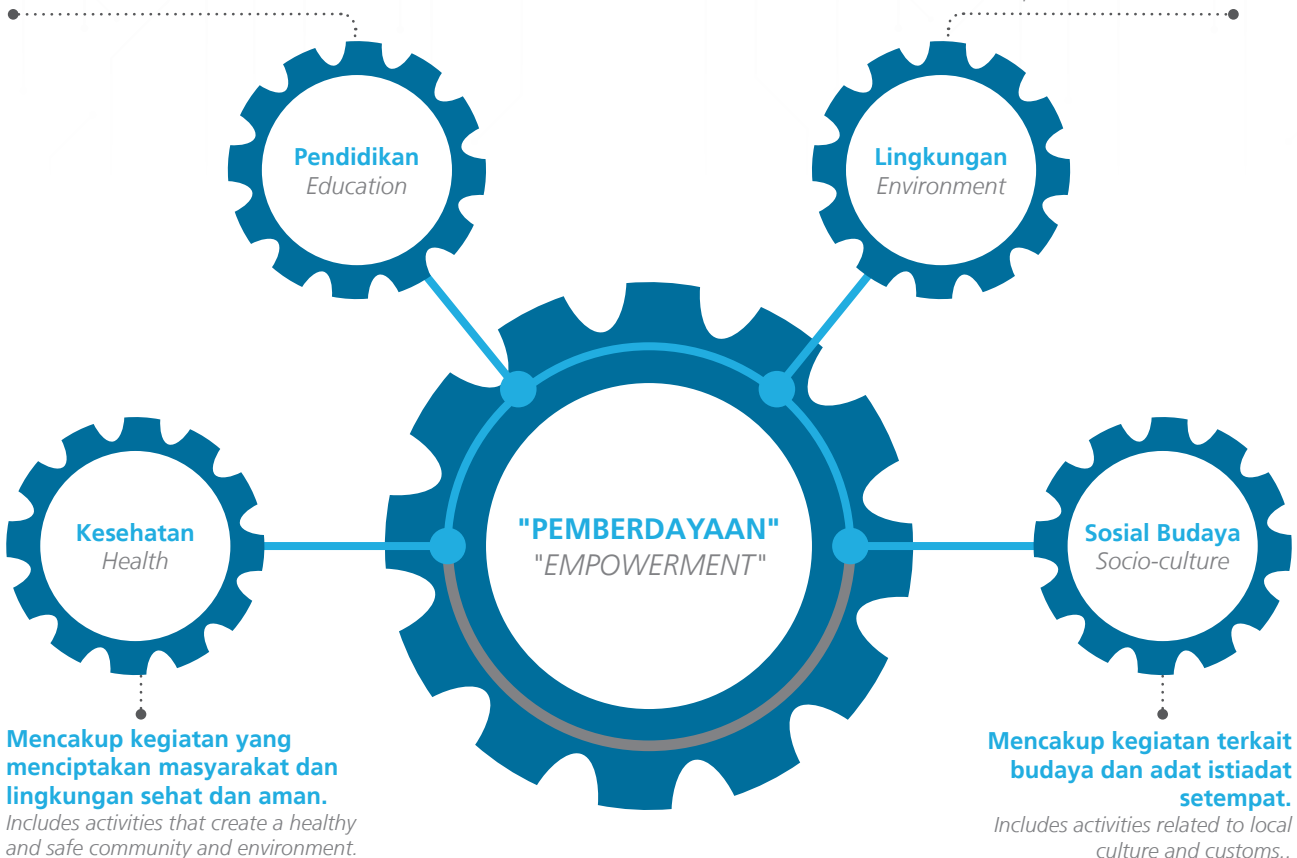 Pendidikan
Education
Lingkungan
Environment
Kesehatan
Health
"PEMBERDAYAAN"
"EMPOWERMENT"
Sosial Budaya
Socio-culture
Mencakup kegiatan yang
menciptakan masyarakat dan
lingkungan sehat dan aman.
Includes activities that create a healthy
and safe community and environment.
Mencakup kegiatan terkait
budaya dan adat istiadat
setempat.
Includes activities related to local
culture and customs..